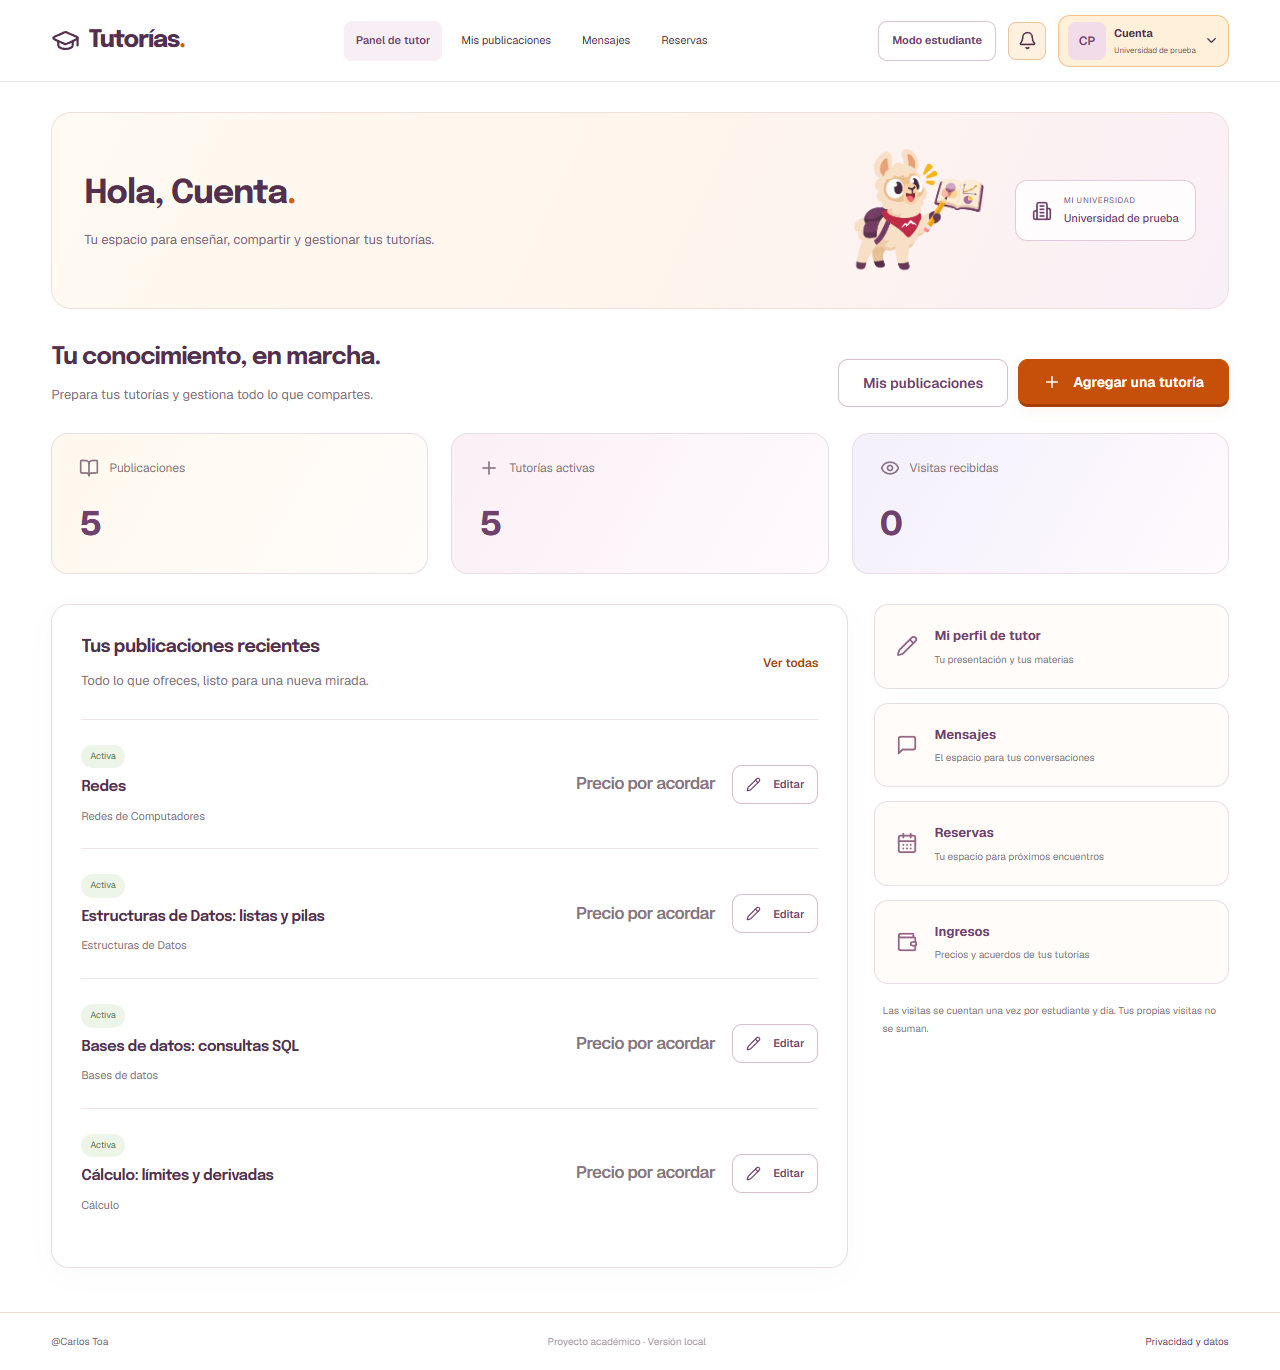 Tutorías.
Panel de tutor
Mis publicaciones
Mensajes
Reservas
Modo estudiante
CP
Cuenta
Universidad de prueba
Hola, Cuenta.
Tu espacio para enseñar, compartir y gestionar tus tutorías.
MI UNIVERSIDAD
Universidad de prueba
Tu conocimiento, en marcha.
Prepara tus tutorías y gestiona todo lo que compartes.
Mis publicaciones
Agregar una tutoría
Publicaciones
5
Tutorías activas
5
Visitas recibidas
0
Tus publicaciones recientes
Todo lo que ofreces, listo para una nueva mirada.
Ver todas
Activa
Redes
Redes de Computadores
Precio por acordar
Editar
Activa
Estructuras de Datos: listas y pilas
Estructuras de Datos
Precio por acordar
Editar
Activa
Bases de datos: consultas SQL
Bases de datos
Precio por acordar
Editar
Activa
Cálculo: límites y derivadas
Cálculo
Precio por acordar
Editar
Mi perfil de tutor
Tu presentación y tus materias
Mensajes
El espacio para tus conversaciones
Reservas
Tu espacio para próximos encuentros
Ingresos
Precios y acuerdos de tus tutorías
Las visitas se cuentan una vez por estudiante y día. Tus propias visitas no
se suman.
@Carlos Toa
Proyecto académico · Versión local
Privacidad y datos